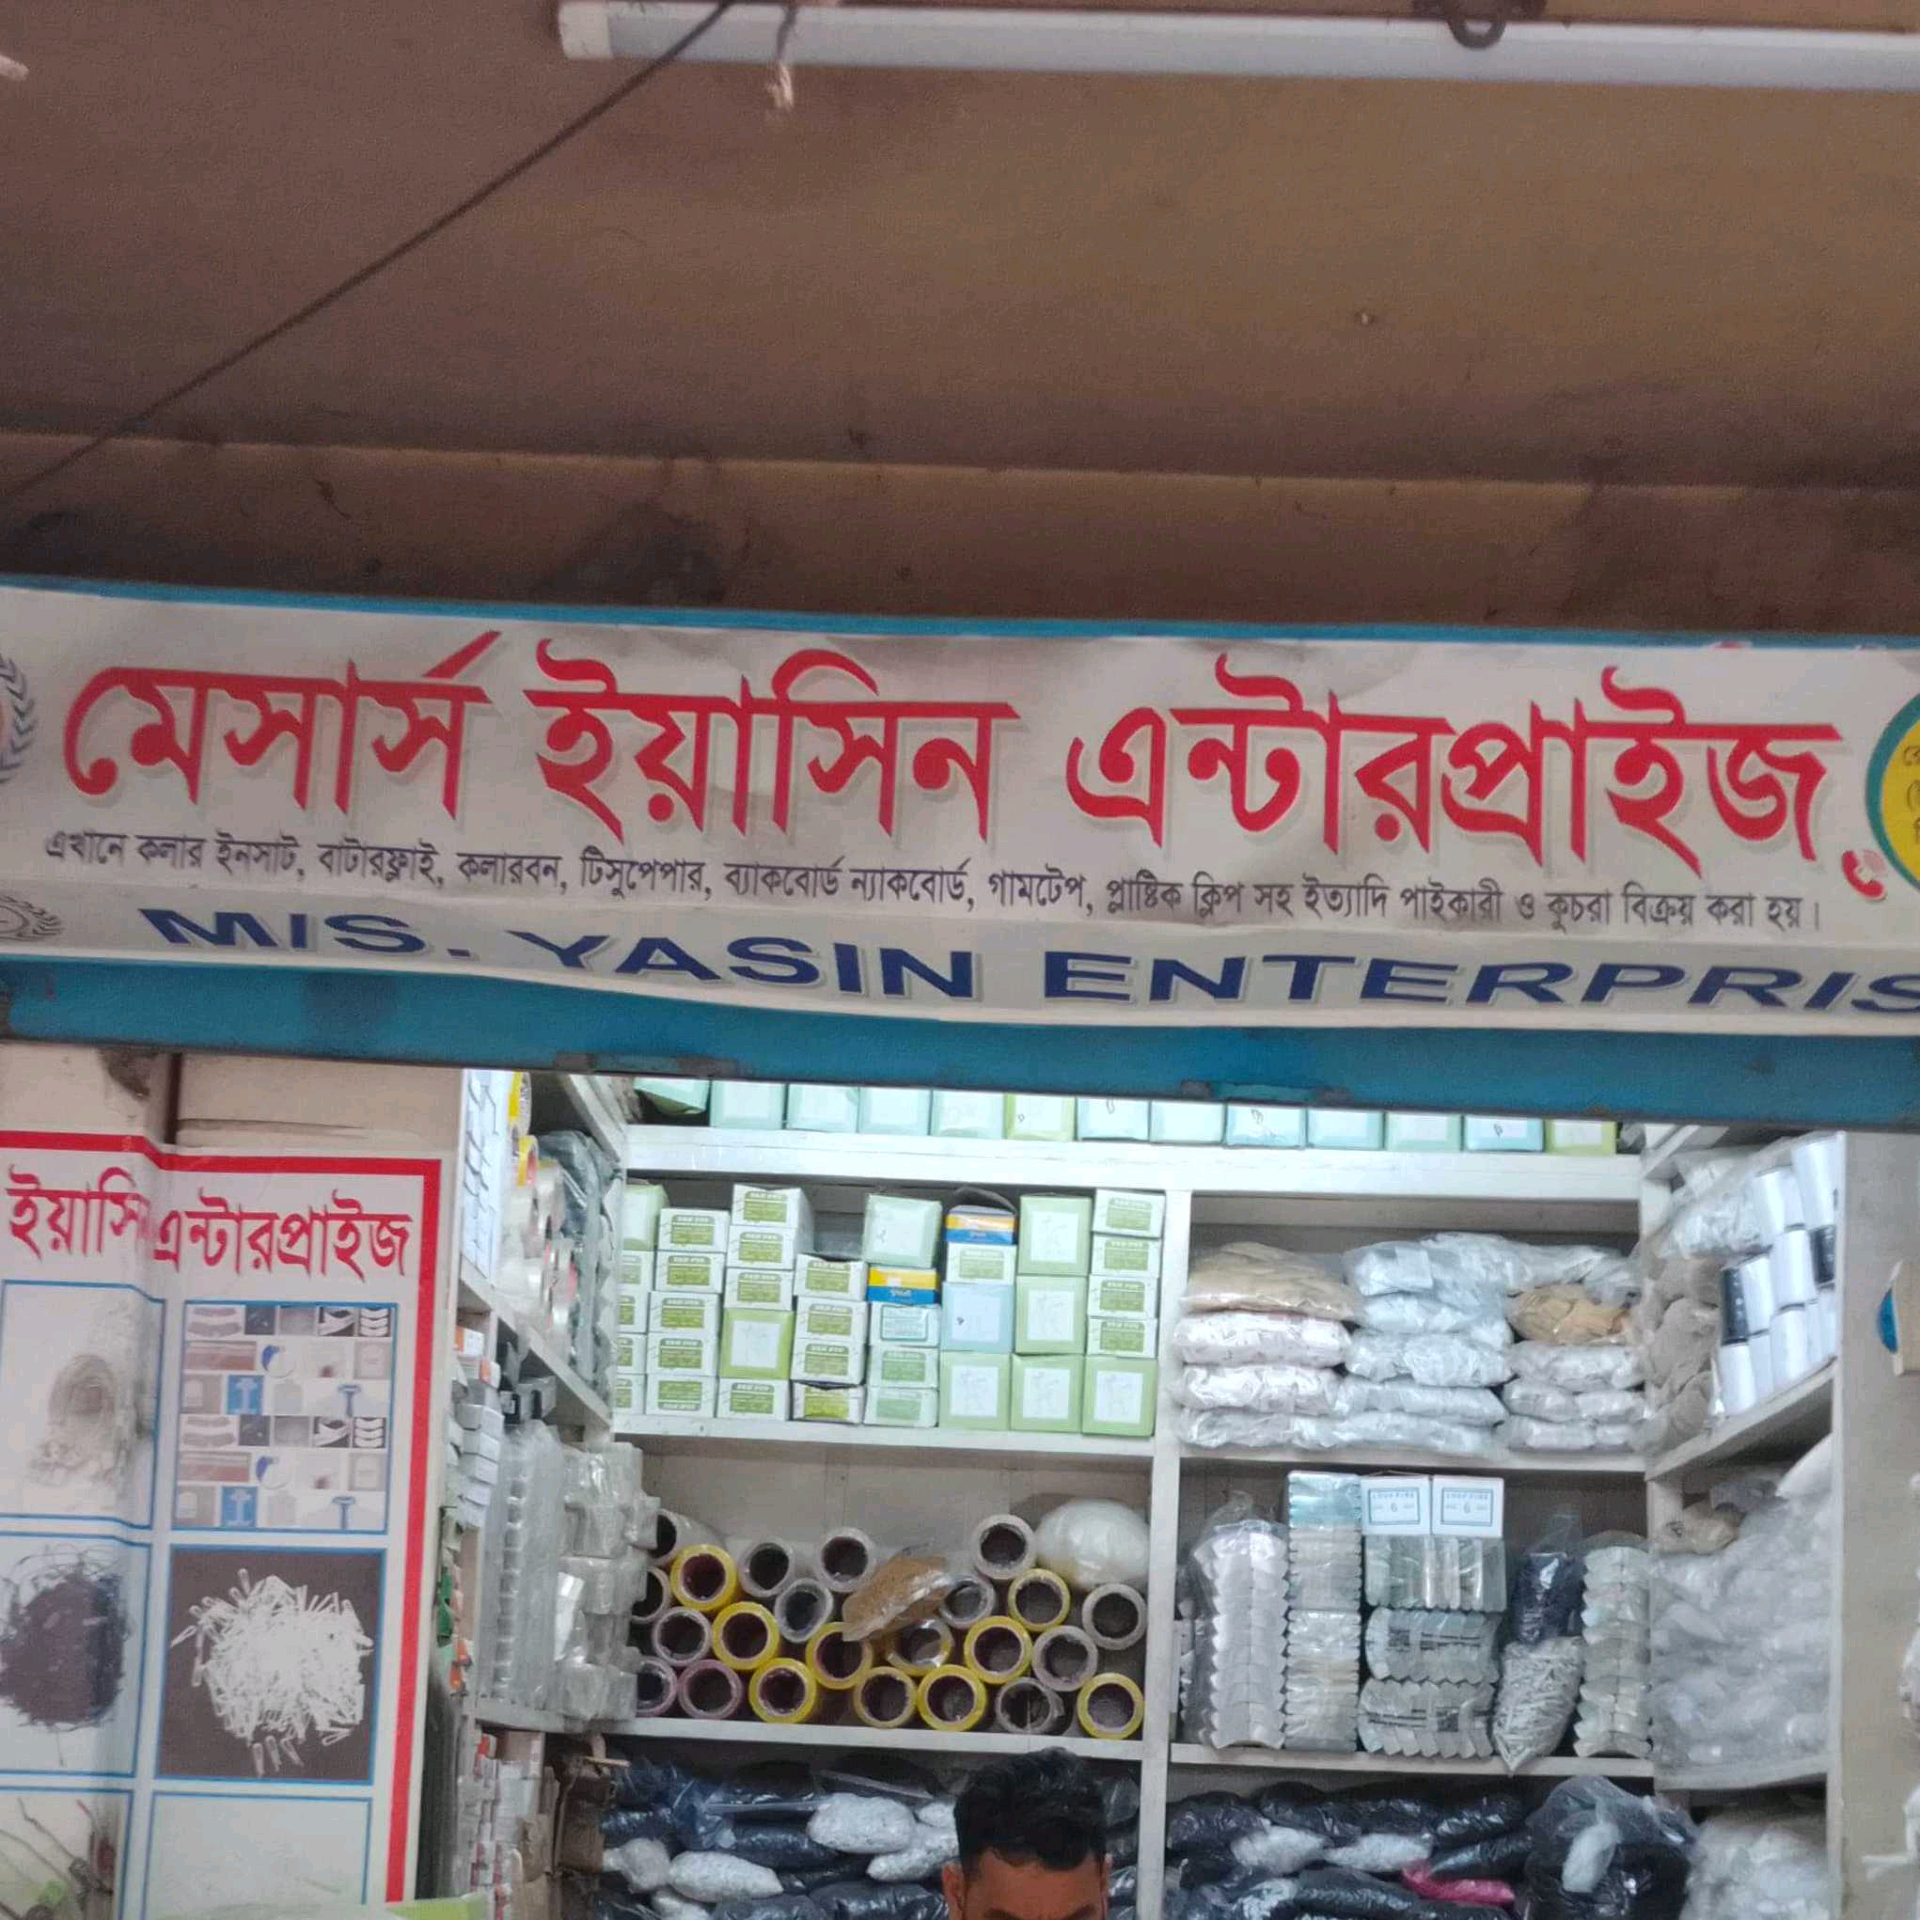 মেসার্স ইয়াসিন এন্টারপ্রাইজ
এখানে কলার ইনসাট, বাটারফ্লাই, কলারবন, টিসুপেপার, ব্যাকবোর্ড ন্যাকবোর্ড, গামটেপ, প্লাষ্টিক ক্লিপ সহ ইত্যাদি পাইকারী ও কুচরা বিক্রয় করা হয়।
M/S. YASIN ENTERPRIS
ইয়াসি এন্টারপ্রাইজ